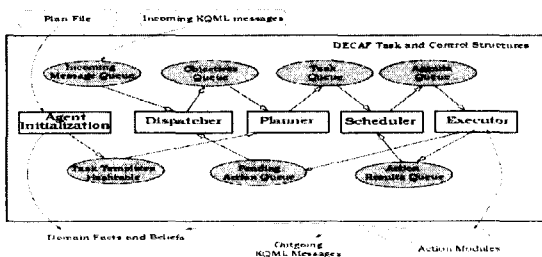 Plan File
Incoming KQML messages
DECAF Task and Control Structures
Incoming
Message Queue
Objectives
Queue
Task
Queue
Agenda
Queue
Agent
Initialization
Dispatcher
Planner
Scheduler
Executor
Task Templates
Hashtable
Pending
Action Queue
Action
Results Queue
Domain Facts and Beliefs
Outgoing
KQML Messages
Action Modules